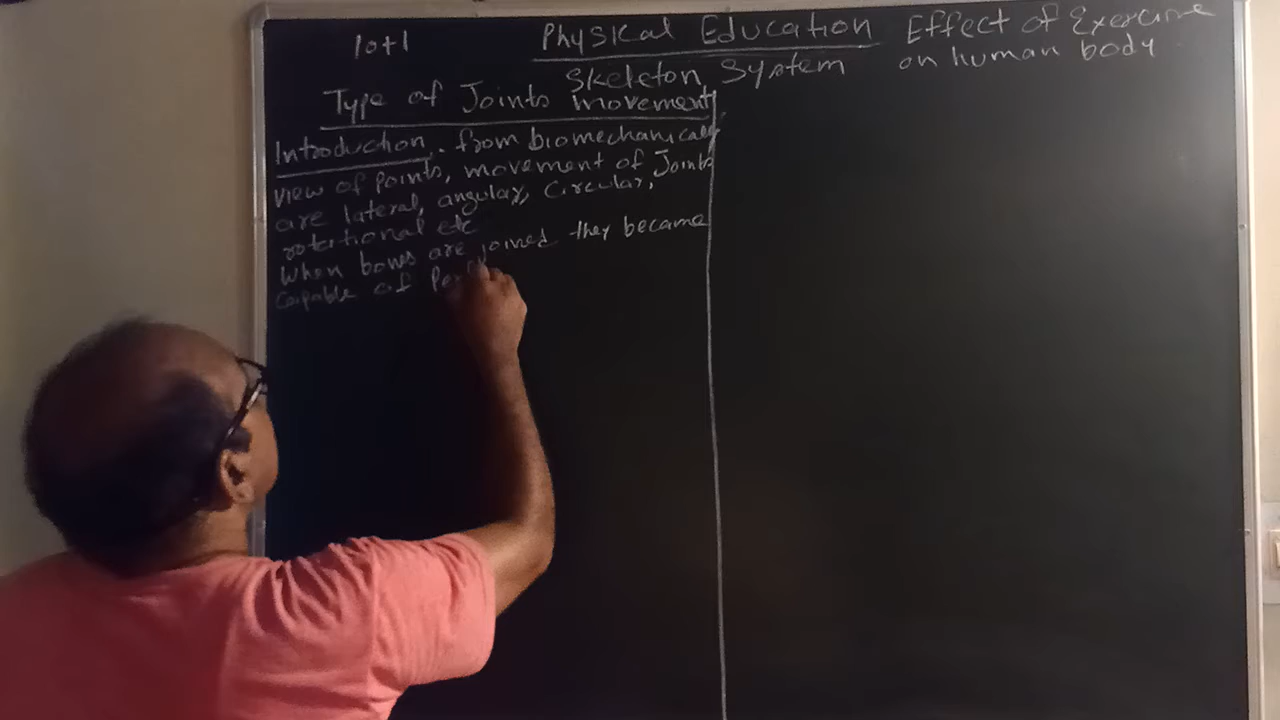 10+1
Physical Education
Effect of Exercise
on human body
Skeleton System
Type of Joints movement
Introduction : from biomechanical
view of points, movement of Joints
are lateral, angular, Circular,
rotational etc
When bones are joined they became
Capable of